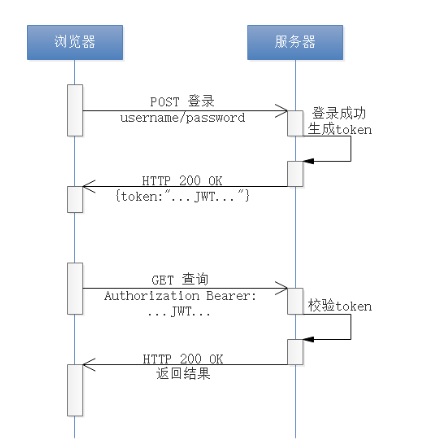 浏览器
服务器
POST 登录
username/password
登录成功
生成token
HTTP 200 OK
{token:"...JWT..."}
GET 查询
Authorization Bearer:
...JWT...
校验token
HTTP 200 OK
返回结果